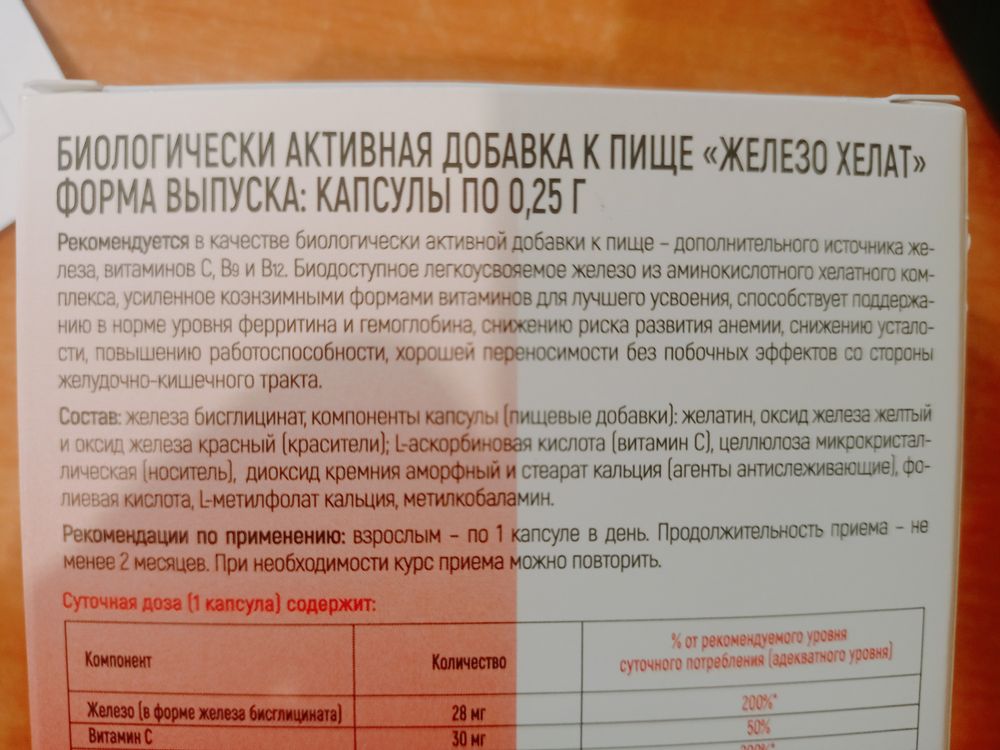 БИОЛОГИЧЕСКИ АКТИВНАЯ ДОБАВКА К ПИЩЕ «ЖЕЛЕЗО ХЕЛАТ»
ФОРМА ВЫПУСКА: КАПСУЛЫ ПО 0,25 Г
Рекомендуется в качестве биологически активной добавки к пище – дополнительного источника же-
леза, витаминов С, В9 и В12. Биодоступное легкоусвояемое железо из аминокислотного хелатного ком-
плекса, усиленное коэнзимными формами витаминов для лучшего усвоения, способствует поддержа-
нию в норме уровня ферритина и гемоглобина, снижению риска развития анемии, снижению устало-
сти, повышению работоспособности, хорошей переносимости без побочных эффектов со стороны
желудочно-кишечного тракта.
Состав: железа бисглицинат, компоненты капсулы (пищевые добавки): желатин, оксид железа желтый
и оксид железа красный (красители); L-аскорбиновая кислота (витамин С), целлюлоза микрокристал-
лическая (носитель), диоксид кремния аморфный и стеарат кальция (агенты антислеживающие), фо-
лиевая кислота, L-метилфолат кальция, метилкобаламин.
Рекомендации по применению: взрослым – по 1 капсуле в день. Продолжительность приема – не
менее 2 месяцев. При необходимости курс приема можно повторить.
Суточная доза (1 капсула) содержит:
Компонент Количество % от рекомендуемого уровня
суточного потребления (адекватного уровня)
Железо (в форме железа бисглицината) 28 мг 200%*
Витамин С 30 мг 50%